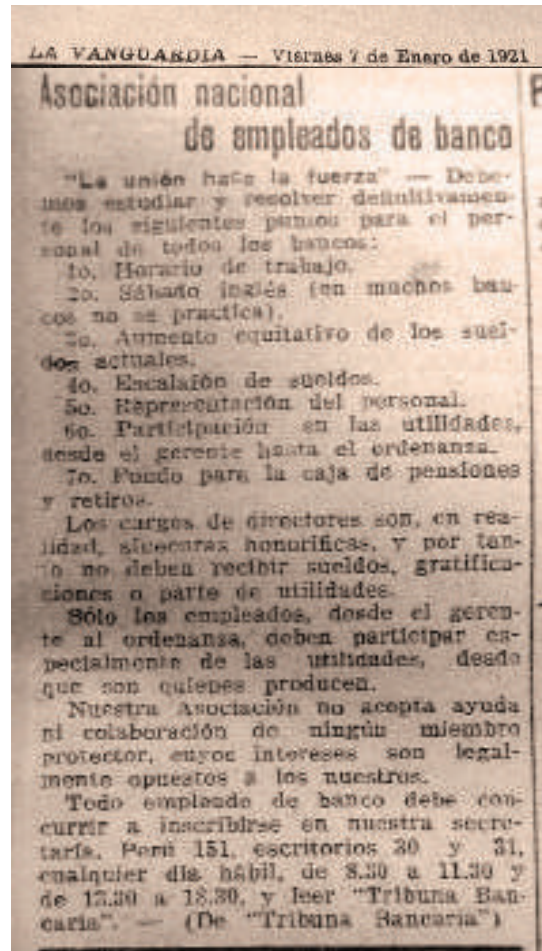 LA VANGUARDIA — Viernes 7 de Enero de 1921
Asociación nacional
de empleados de banco
"La unión hace la fuerza" — Debe-
mos estudiar y resolver definitivamen-
te los siguientes puntos para el per-
sonal de todos los bancos:
1o. Horario de trabajo.
2o. Sábado inglés (en muchos ban-
cos no se practica).
3o. Aumento equitativo de los suel-
dos actuales.
4o. Escalafón de sueldos.
5o. Representación del personal.
6o. Participación en las utilidades,
desde el gerente hasta el ordenanza.
7o. Fondo para la caja de pensiones
y retiros.
Los cargos de directores son, en rea-
lidad, sinecuras honoríficas, y por tan-
to no deben recibir sueldos, gratifica-
ciones o parte de utilidades.
Sólo los empleados, desde el geren-
te al ordenanza, deben participar es-
pecialmente de las utilidades, desde
que son quienes producen.
Nuestra Asociación no acepta ayuda
ni colaboración de ningún miembro
protector, cuyos intereses son legal-
mente opuestos a los nuestros.
Todo empleado de banco debe con-
currir a inscribirse en nuestra secre-
taría, Perú 151, escritorios 30 y 31,
cualquier día hábil, de 8.30 a 11.30 y
de a 18.30, y leer "Tribuna Ban-
caria". — (De "Tribuna Bancaria")